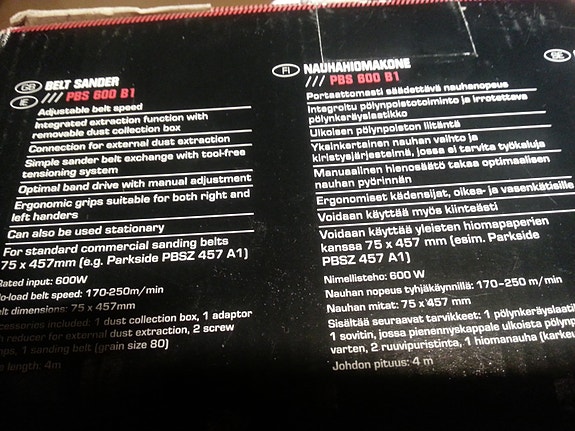 GB
IE
BELT SANDER
/// PBS 600 B1
Adjustable belt speed
Integrated extraction function with
removable dust collection box
Connection for external dust extraction
Simple sander belt exchange with tool-free
tensioning system
Optimal band drive with manual adjustment
Ergonomic grips suitable for both right and
left handers
Can also be used stationary
For standard commercial sanding belts
75 x 457mm (e.g. Parkside PBSZ 457 A1)
Rated input: 600W
No-load belt speed: 170-250m/min
Belt dimensions: 75 x 457mm
accessories included: 1 dust collection box, 1 adaptor
reducer for external dust extraction, 2 screw
1 sanding belt (grain size 80)
length: 4m
FI
NAUHAHIOMAKONE
/// PBS 600 B1
Portaattomasti säädettävä nauhanopeus
Integroitu pölynpoistotoiminto ja irrotettava
pölynkeräyslaatikko
Ulkoisen pölynpoiston liitäntä
Yksinkertainen nauhan vaihto ja
kiristysjärjestelmä, jossa ei tarvita työkaluja
Manuaalinen hienosäätö takaa optimaalisen
nauhan pyörinnän
Ergonomiset kädensijat, oikea- ja vasenkätisille
Voidaan käyttää myös kiinteästi
Voidaan käyttää yleisten hiomapaperien
kanssa 75 x 457 mm (esim. Parkside
PBSZ 457 A1)
Nimellisteho: 600 W
Nauhan nopeus tyhjäkäynnillä: 170–250 m/min
Nauhan mitat: 75 x 457 mm
Sisältää seuraavat tarvikkeet: 1 pölynkeräyslaati
1 sovitin, jossa pienennyskappale ulkoista pölynp
varten, 2 ruuvipuristinta, 1 hiomanauha (karkeu
Johdon pituus: 4 m
SE